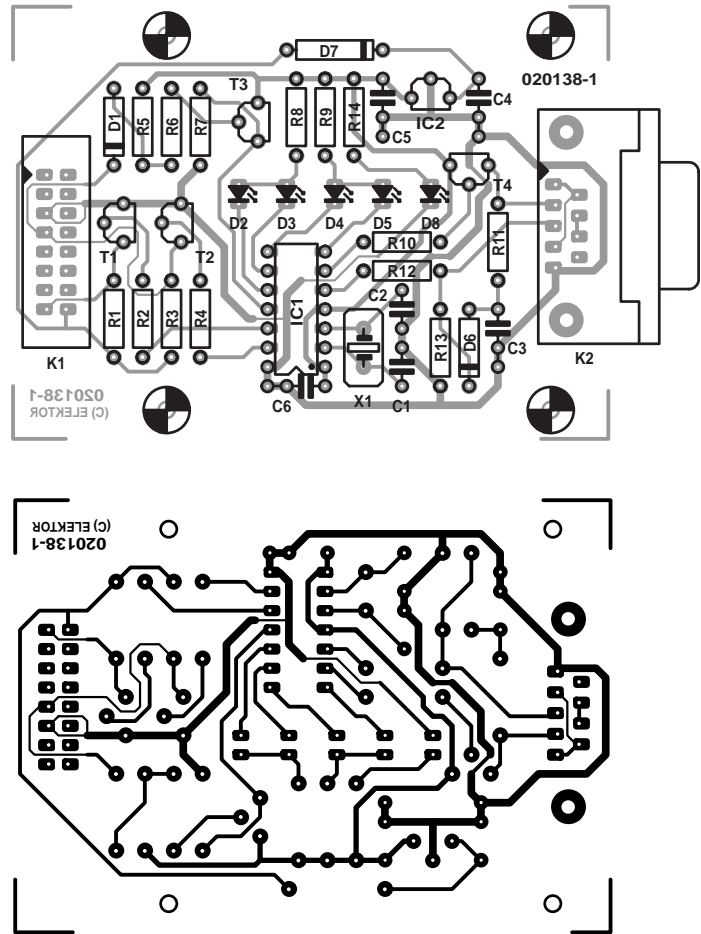 D7
T3
020138-1
IC2
C4
D1
R5
R6
R7
R8
R9
R14
C5
T4
K1
T1
T2
D2
D3
D4
D5
D8
R10
R11
R12
IC1
C2
R1
R2
R3
R4
R13
D6
C3
K2
C6
X1
C1
020138-1
(C) ELEKTOR
(C) ELEKTOR
020138-1